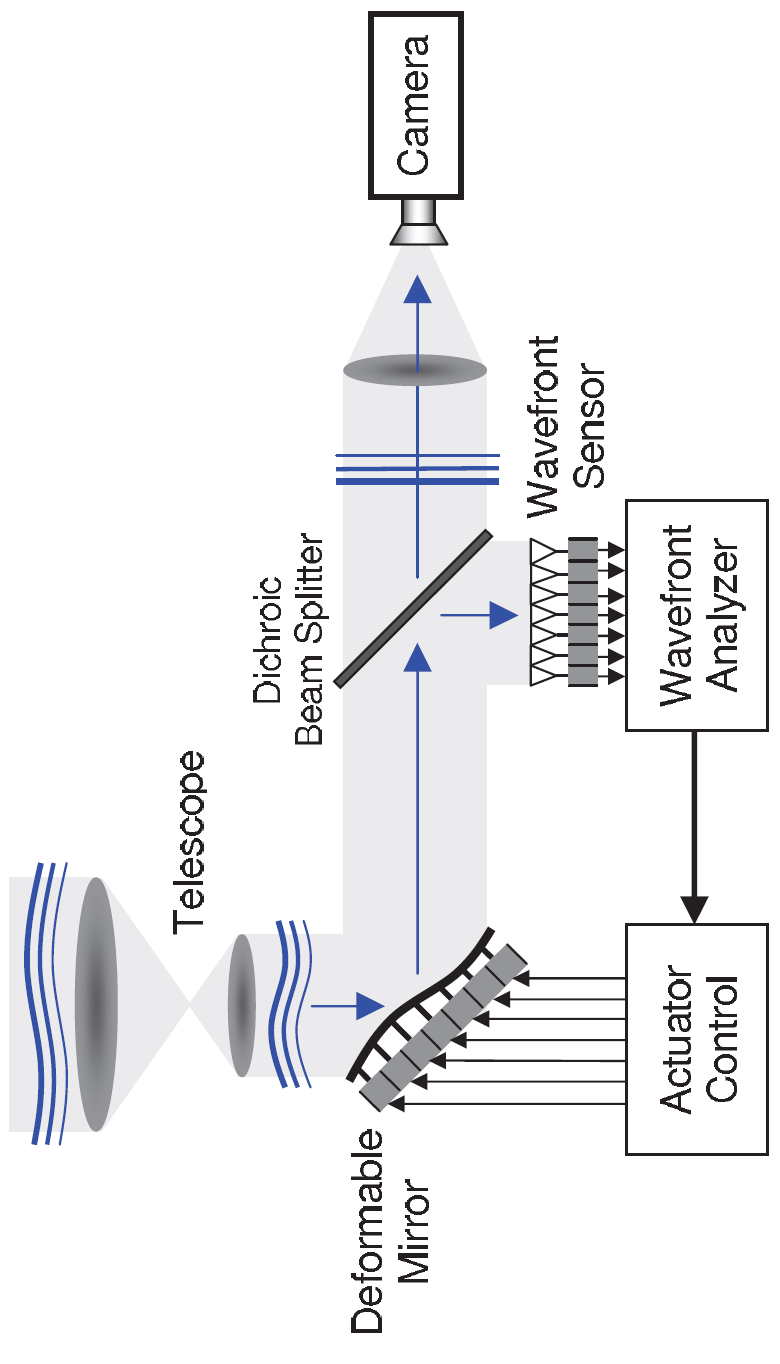 Telescope
Deformable
Mirror
Dichroic
Beam Splitter
Camera
Wavefront
Sensor
Actuator
Control
Wavefront
Analyzer